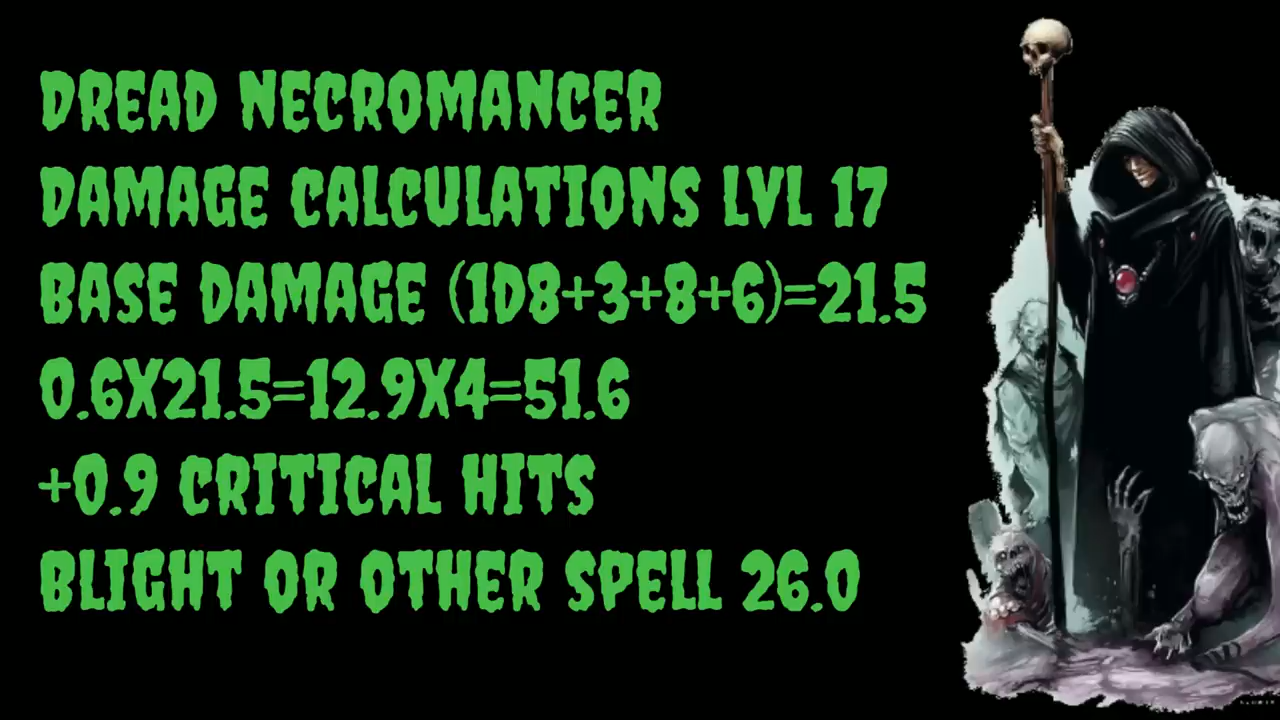 DREAD NECROMANCER
DAMAGE CALCULATIONS LVL 17
BASE DAMAGE (1D8+3+8+6)=21.5
0.6X21.5=12.9X4=51.6
+0.9 CRITICAL HITS
BLIGHT OR OTHER SPELL 26.0